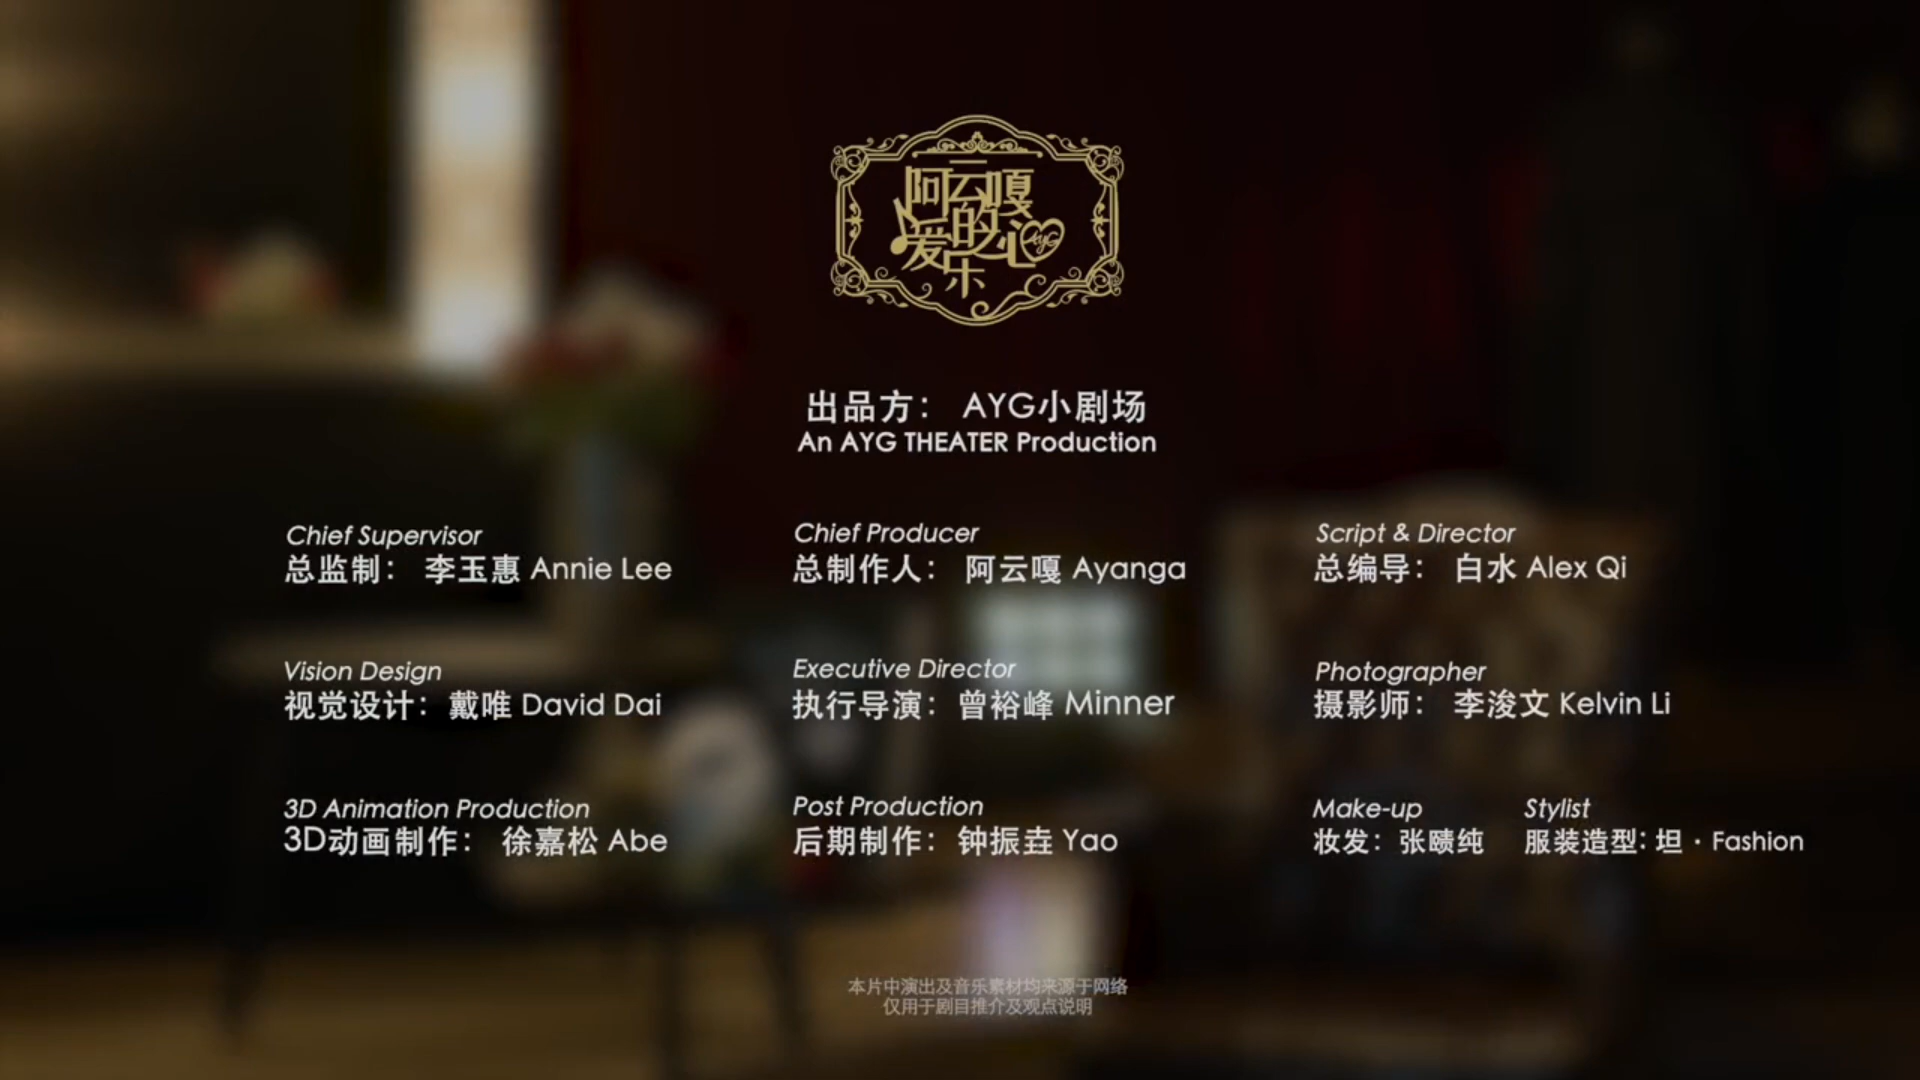 阿云嘎
的
爱乐之心
AYG
出品方： AYG小剧场
An AYG THEATER Production
Chief Supervisor
总监制： 李玉惠 Annie Lee
Chief Producer
总制作人： 阿云嘎 Ayanga
Script & Director
总编导： 白水 Alex Qi
Vision Design
视觉设计：戴唯 David Dai
Executive Director
执行导演：曾裕峰 Minner
Photographer
摄影师： 李浚文 Kelvin Li
3D Animation Production
3D动画制作： 徐嘉松 Abe
Post Production
后期制作：钟振垚 Yao
Make-up
妆发：张赜纯
Stylist
服装造型：坦·Fashion
本片中演出及音乐素材均来源于网络
仅用于剧目推介及观点说明